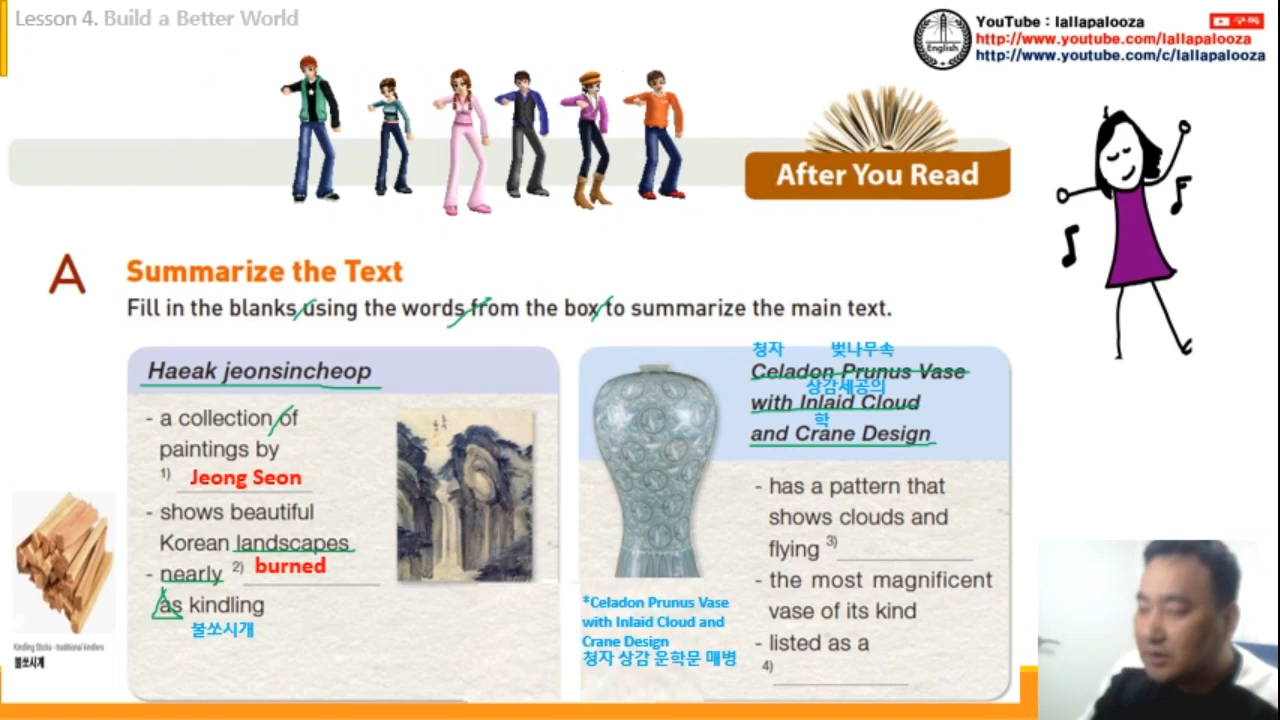 Lesson 4. Build a Better World
English
YouTube : lallapalooza
구독
http://www.youtube.com/lallapalooza
http://www.youtube.com/c/lallapalooza
After You Read
A
Summarize the Text
Fill in the blanks using the words from the box to summarize the main text.
Haeak jeonsincheop
- a collection of
paintings by
1) Jeong Seon
- shows beautiful
Korean landscapes
- nearly 2) burned
as kindling
불쏘시개
Kindling Sticks - traditional kindlers
불쏘시개
청자 벚나무속
Celadon Prunus Vase
상감세공의
with Inlaid Cloud
학
and Crane Design
- has a pattern that
shows clouds and
flying 3)
- the most magnificent
vase of its kind
- listed as a
4)
*Celadon Prunus Vase
with Inlaid Cloud and
Crane Design
청자 상감 운학문 매병